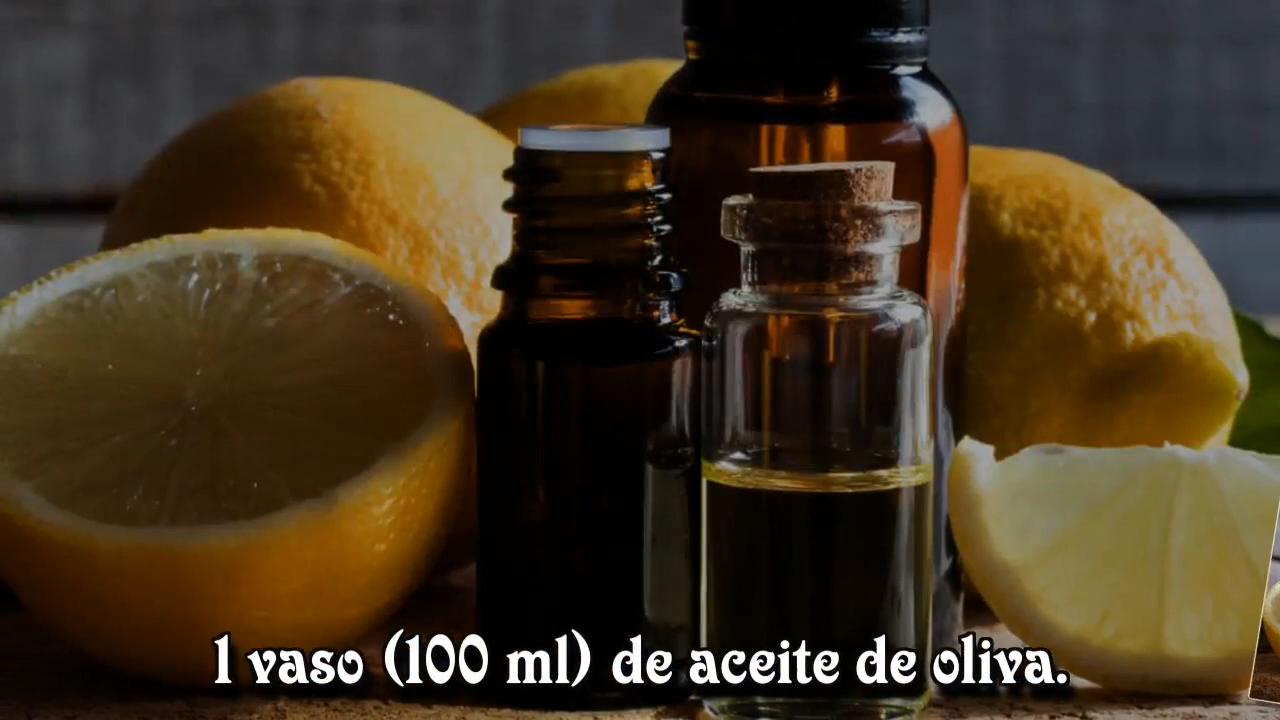 1 vaso (100 ml) de aceite de oliva.